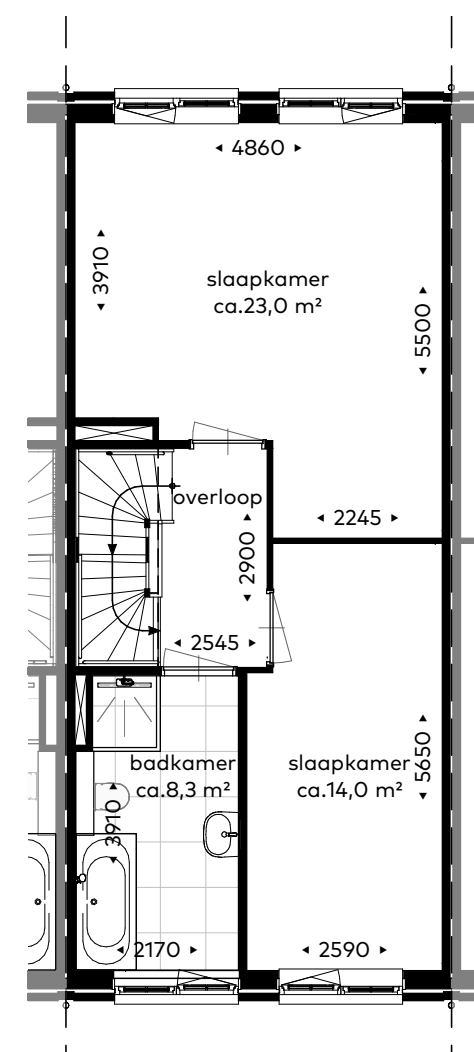 4860
3910
slaapkamer
ca.23,0 m²
5500
overloop
2245
2900
2545
badkamer
ca.8,3 m²
slaapkamer
ca.14,0 m²
5650
3910
2170
2590